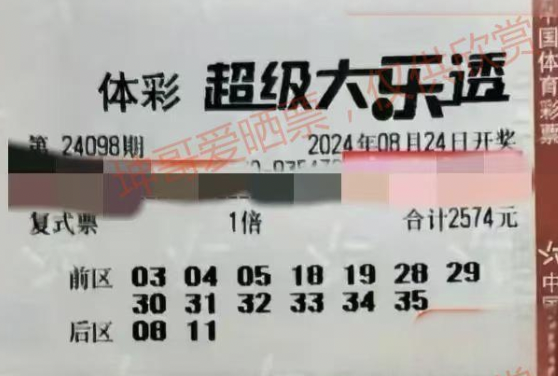 体彩 超级大乐透
第 24098期 2024年08月24日开奖
复式票 1倍 合计2574元
前区 03 04 05 18 19 28 29
30 31 32 33 34 35
后区 08 11
中国体育彩票
坤哥爱晒票，仅供欣赏